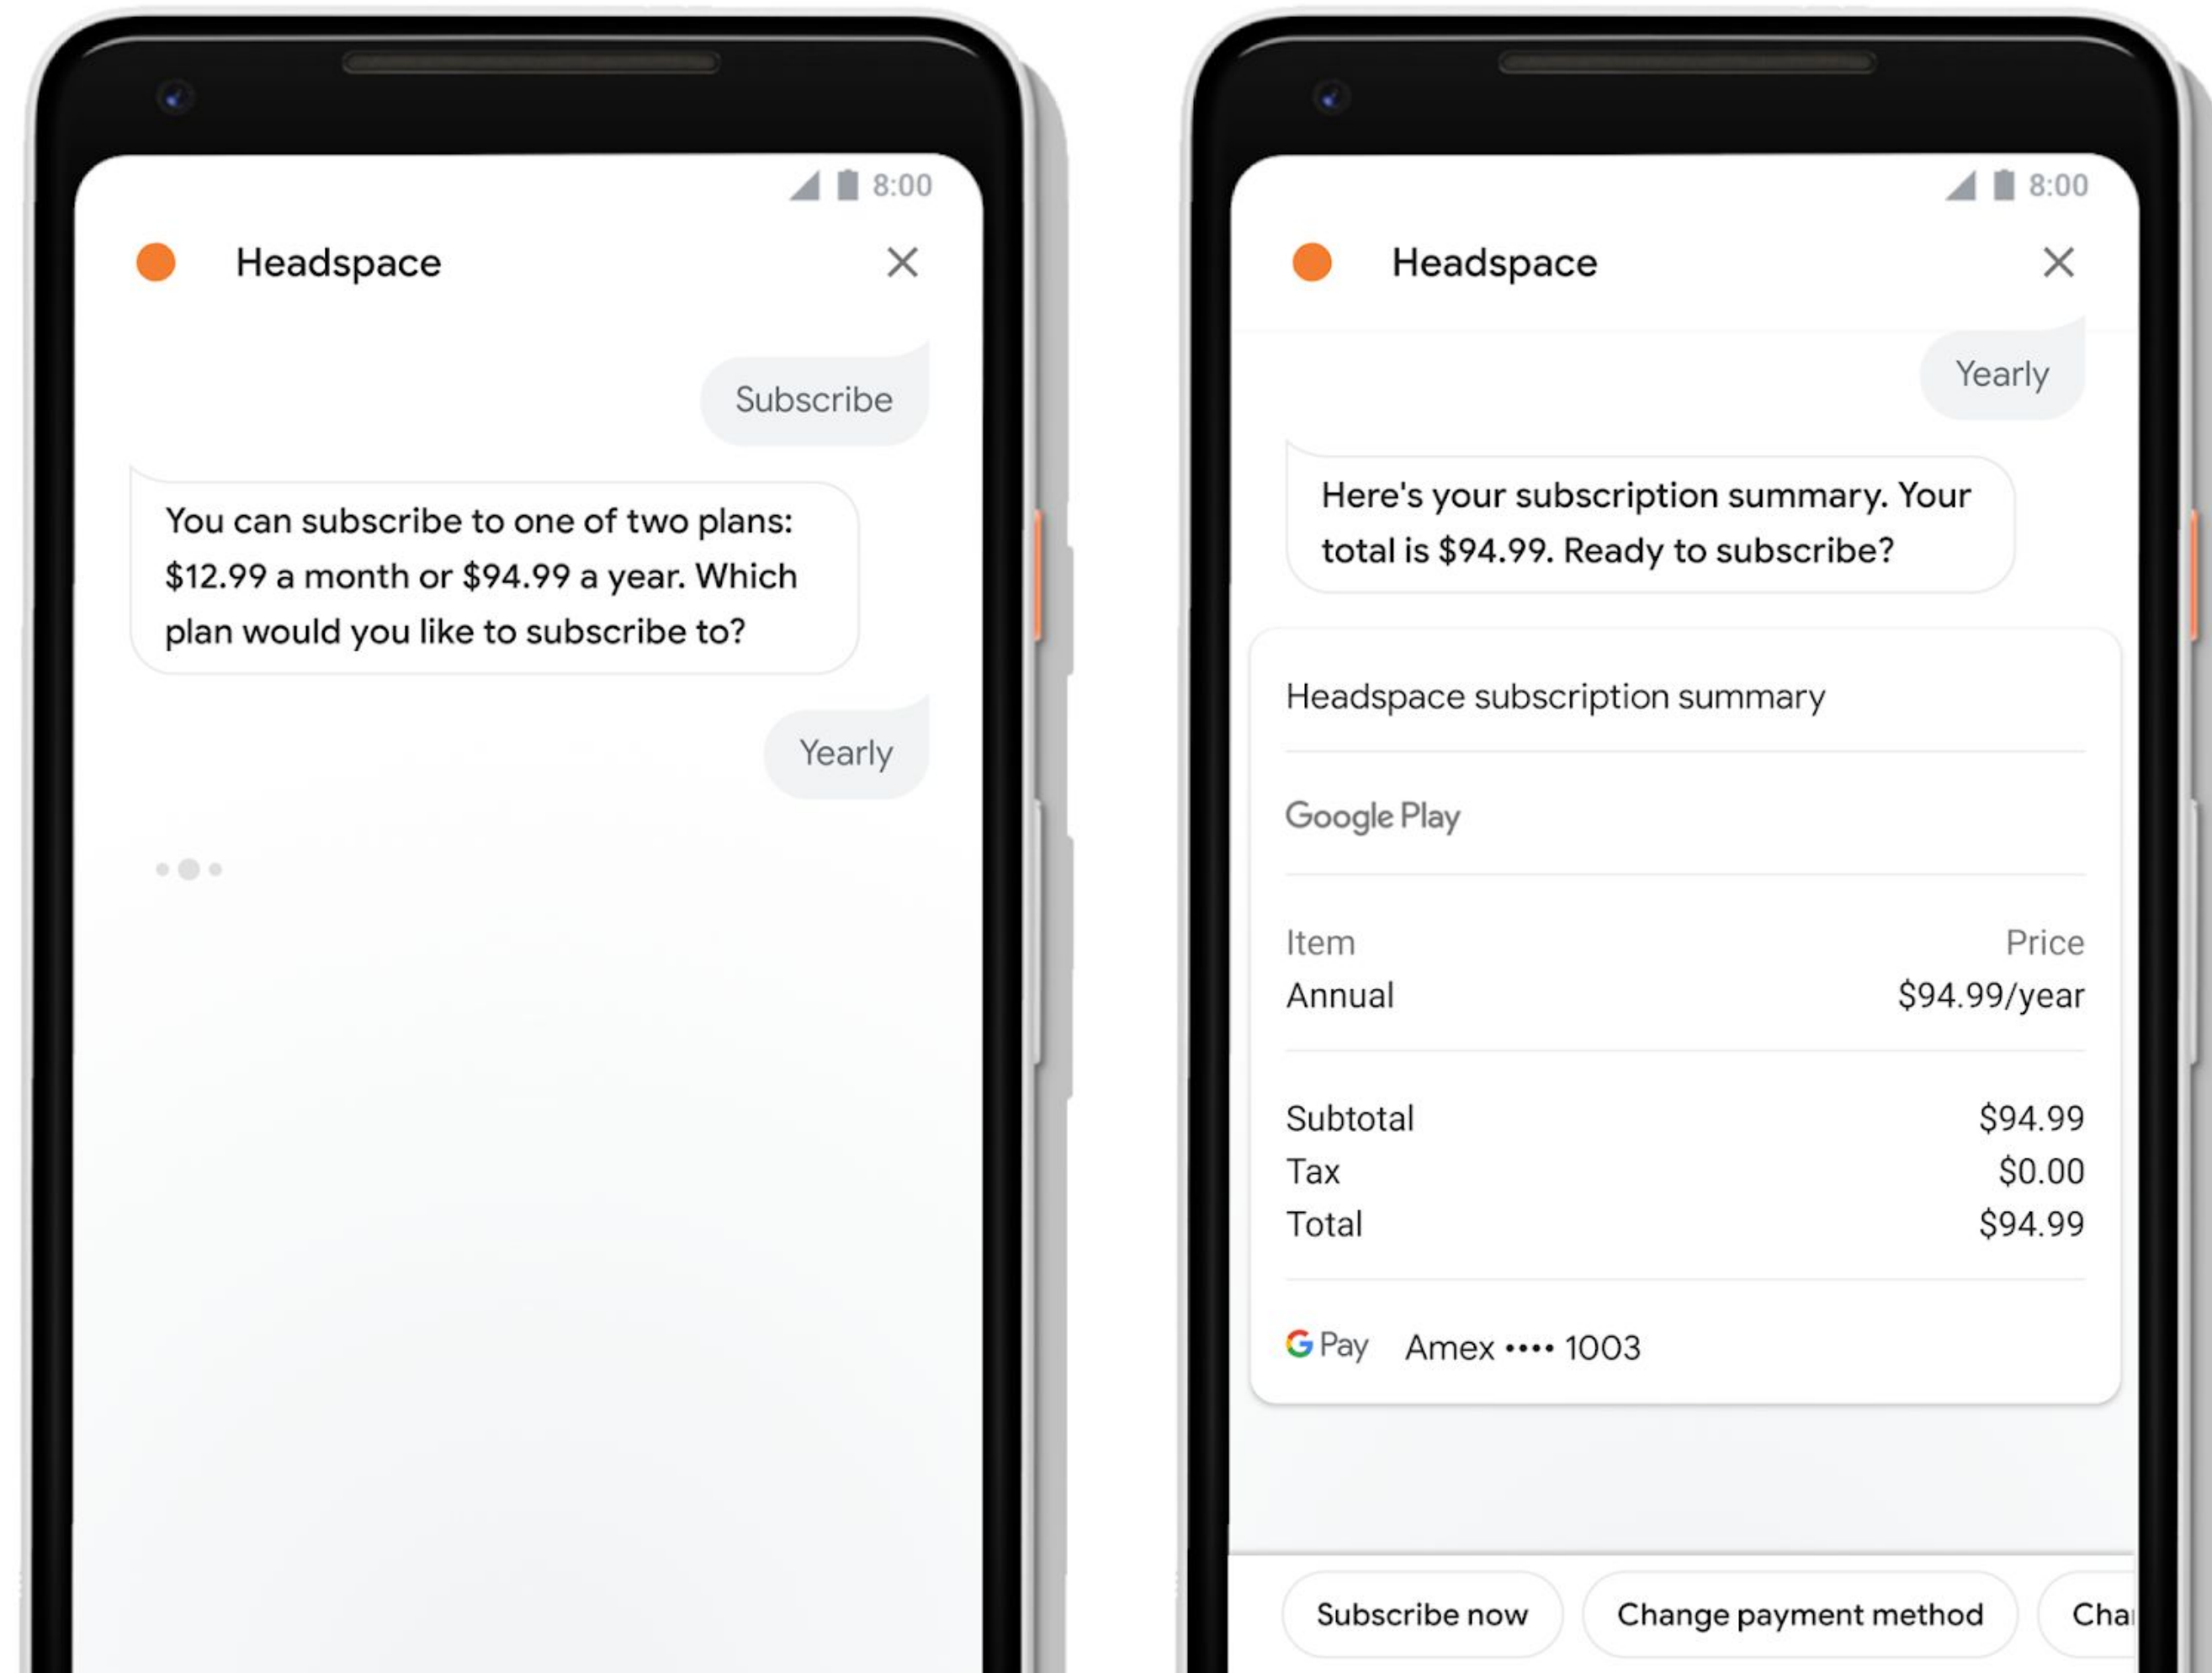 8:00
Headspace
Subscribe
You can subscribe to one of two plans:
$12.99 a month or $94.99 a year. Which
plan would you like to subscribe to?
Yearly
8:00
Headspace
Yearly
Here's your subscription summary. Your
total is $94.99. Ready to subscribe?
Headspace subscription summary
Google Play
Item Price
Annual $94.99/year
Subtotal $94.99
Tax $0.00
Total $94.99
G Pay Amex •••• 1003
Subscribe now Change payment method